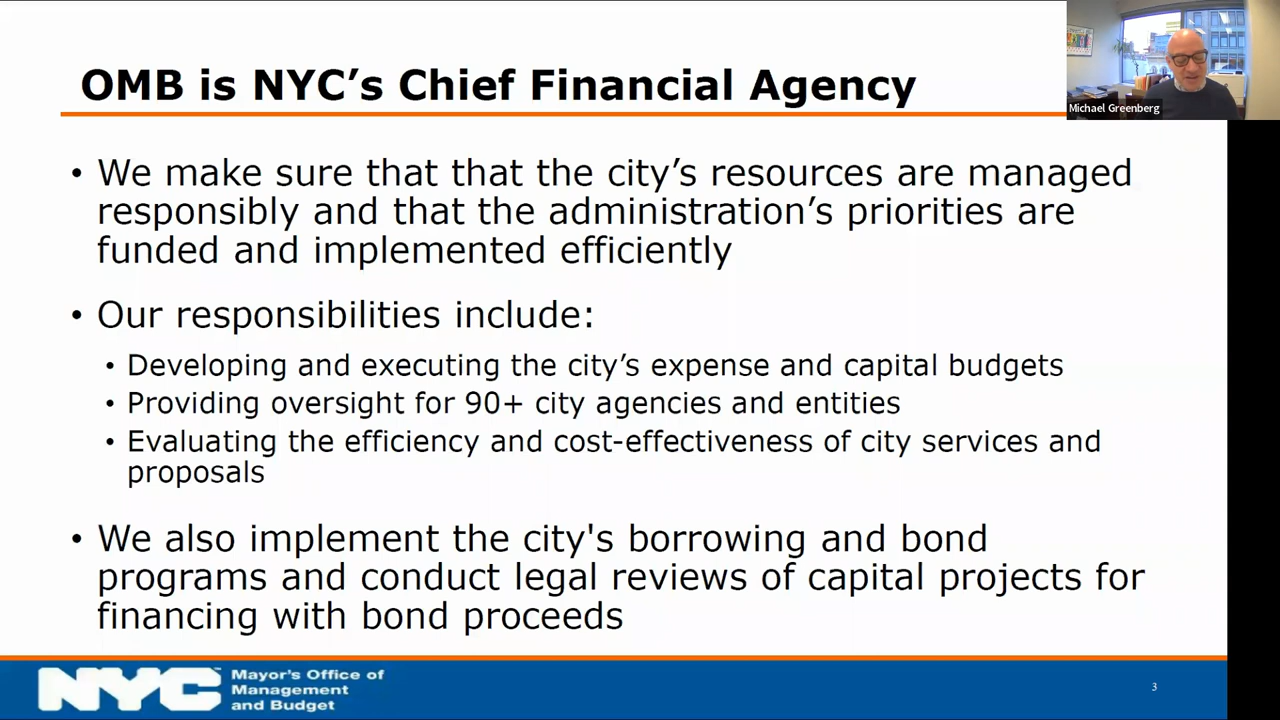 OMB is NYC’s Chief Financial Agency
Michael Greenberg
• We make sure that that the city’s resources are managed
responsibly and that the administration’s priorities are
funded and implemented efficiently
• Our responsibilities include:
• Developing and executing the city’s expense and capital budgets
• Providing oversight for 90+ city agencies and entities
• Evaluating the efficiency and cost-effectiveness of city services and
proposals
• We also implement the city's borrowing and bond
programs and conduct legal reviews of capital projects for
financing with bond proceeds
NYC
Mayor’s Office of
Management
and Budget
3